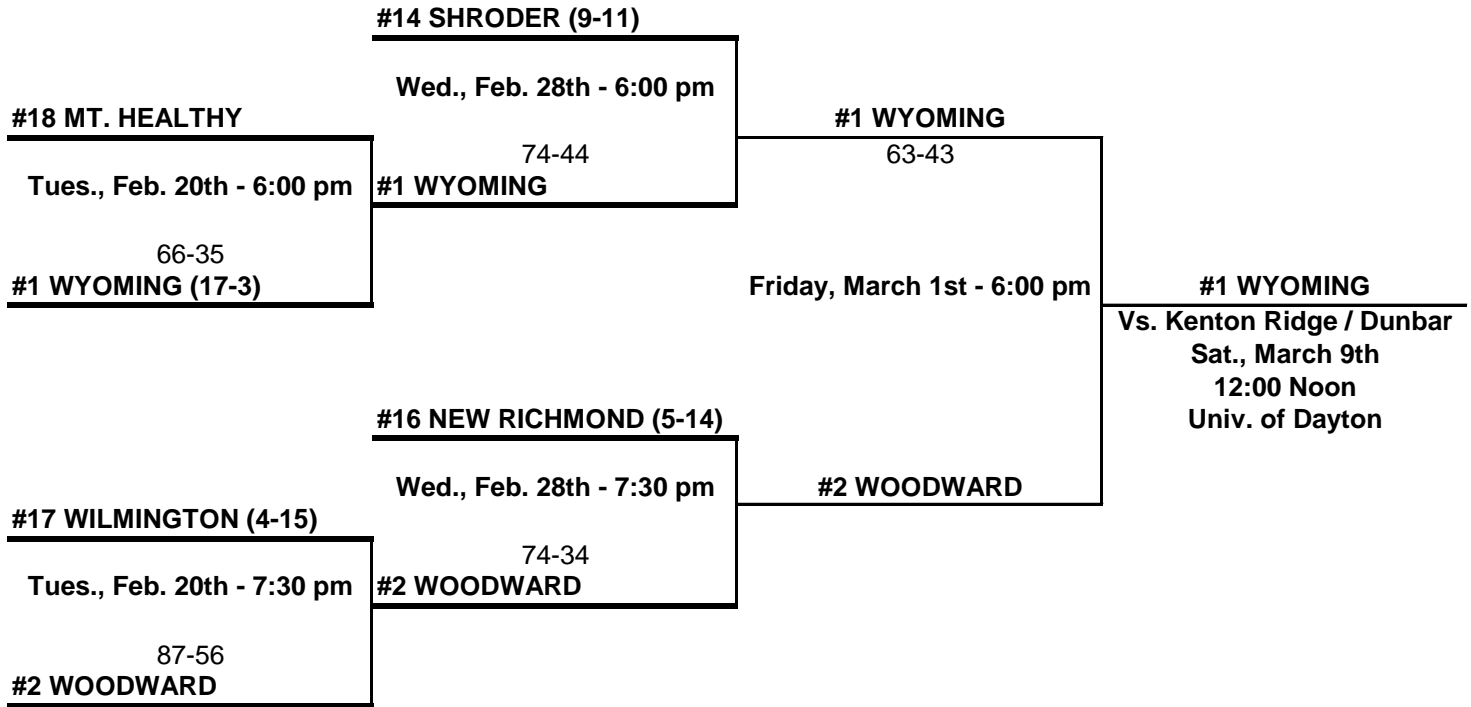 #14 SHRODER (9-11)
Wed., Feb. 28th - 6:00 pm
#18 MT. HEALTHY
#1 WYOMING
74-44
63-43
Tues., Feb. 20th - 6:00 pm
#1 WYOMING
66-35
#1 WYOMING (17-3)
Friday, March 1st - 6:00 pm
#1 WYOMING
Vs. Kenton Ridge / Dunbar
Sat., March 9th
12:00 Noon
Univ. of Dayton
#16 NEW RICHMOND (5-14)
Wed., Feb. 28th - 7:30 pm
#2 WOODWARD
#17 WILMINGTON (4-15)
74-34
Tues., Feb. 20th - 7:30 pm
#2 WOODWARD
87-56
#2 WOODWARD